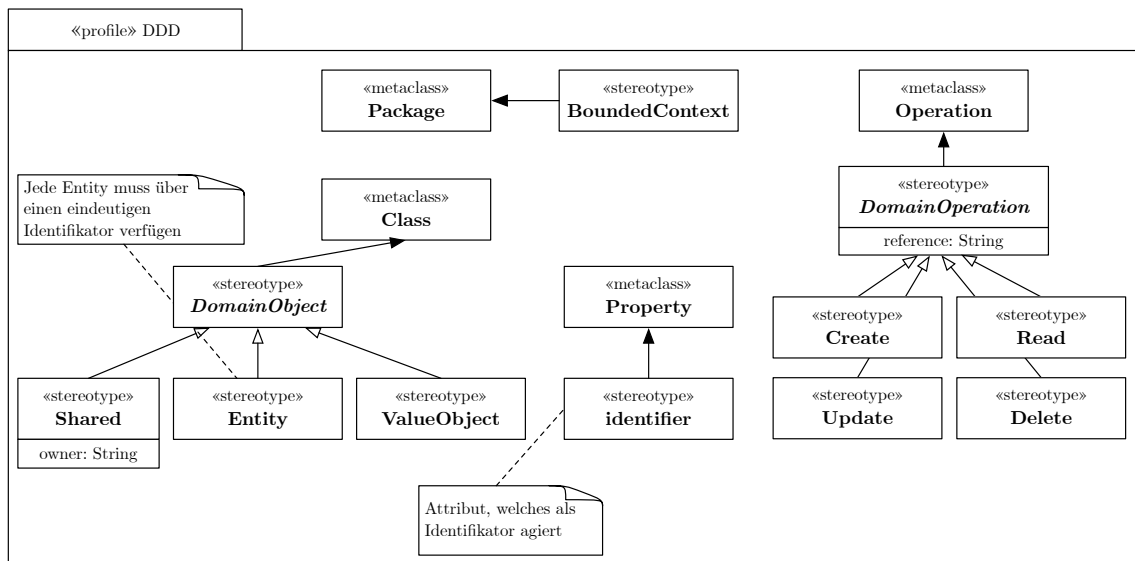 «profile» DDD
«metaclass»
Package
«stereotype»
BoundedContext
«metaclass»
Operation
Jede Entity muss über
einen eindeutigen
Identifikator verfügen
«metaclass»
Class
«stereotype»
DomainOperation
reference: String
«stereotype»
DomainObject
«metaclass»
Property
«stereotype»
Create
«stereotype»
Read
«stereotype»
Shared
owner: String
«stereotype»
Entity
«stereotype»
ValueObject
«stereotype»
identifier
«stereotype»
Update
«stereotype»
Delete
Attribut, welches als
Identifikator agiert